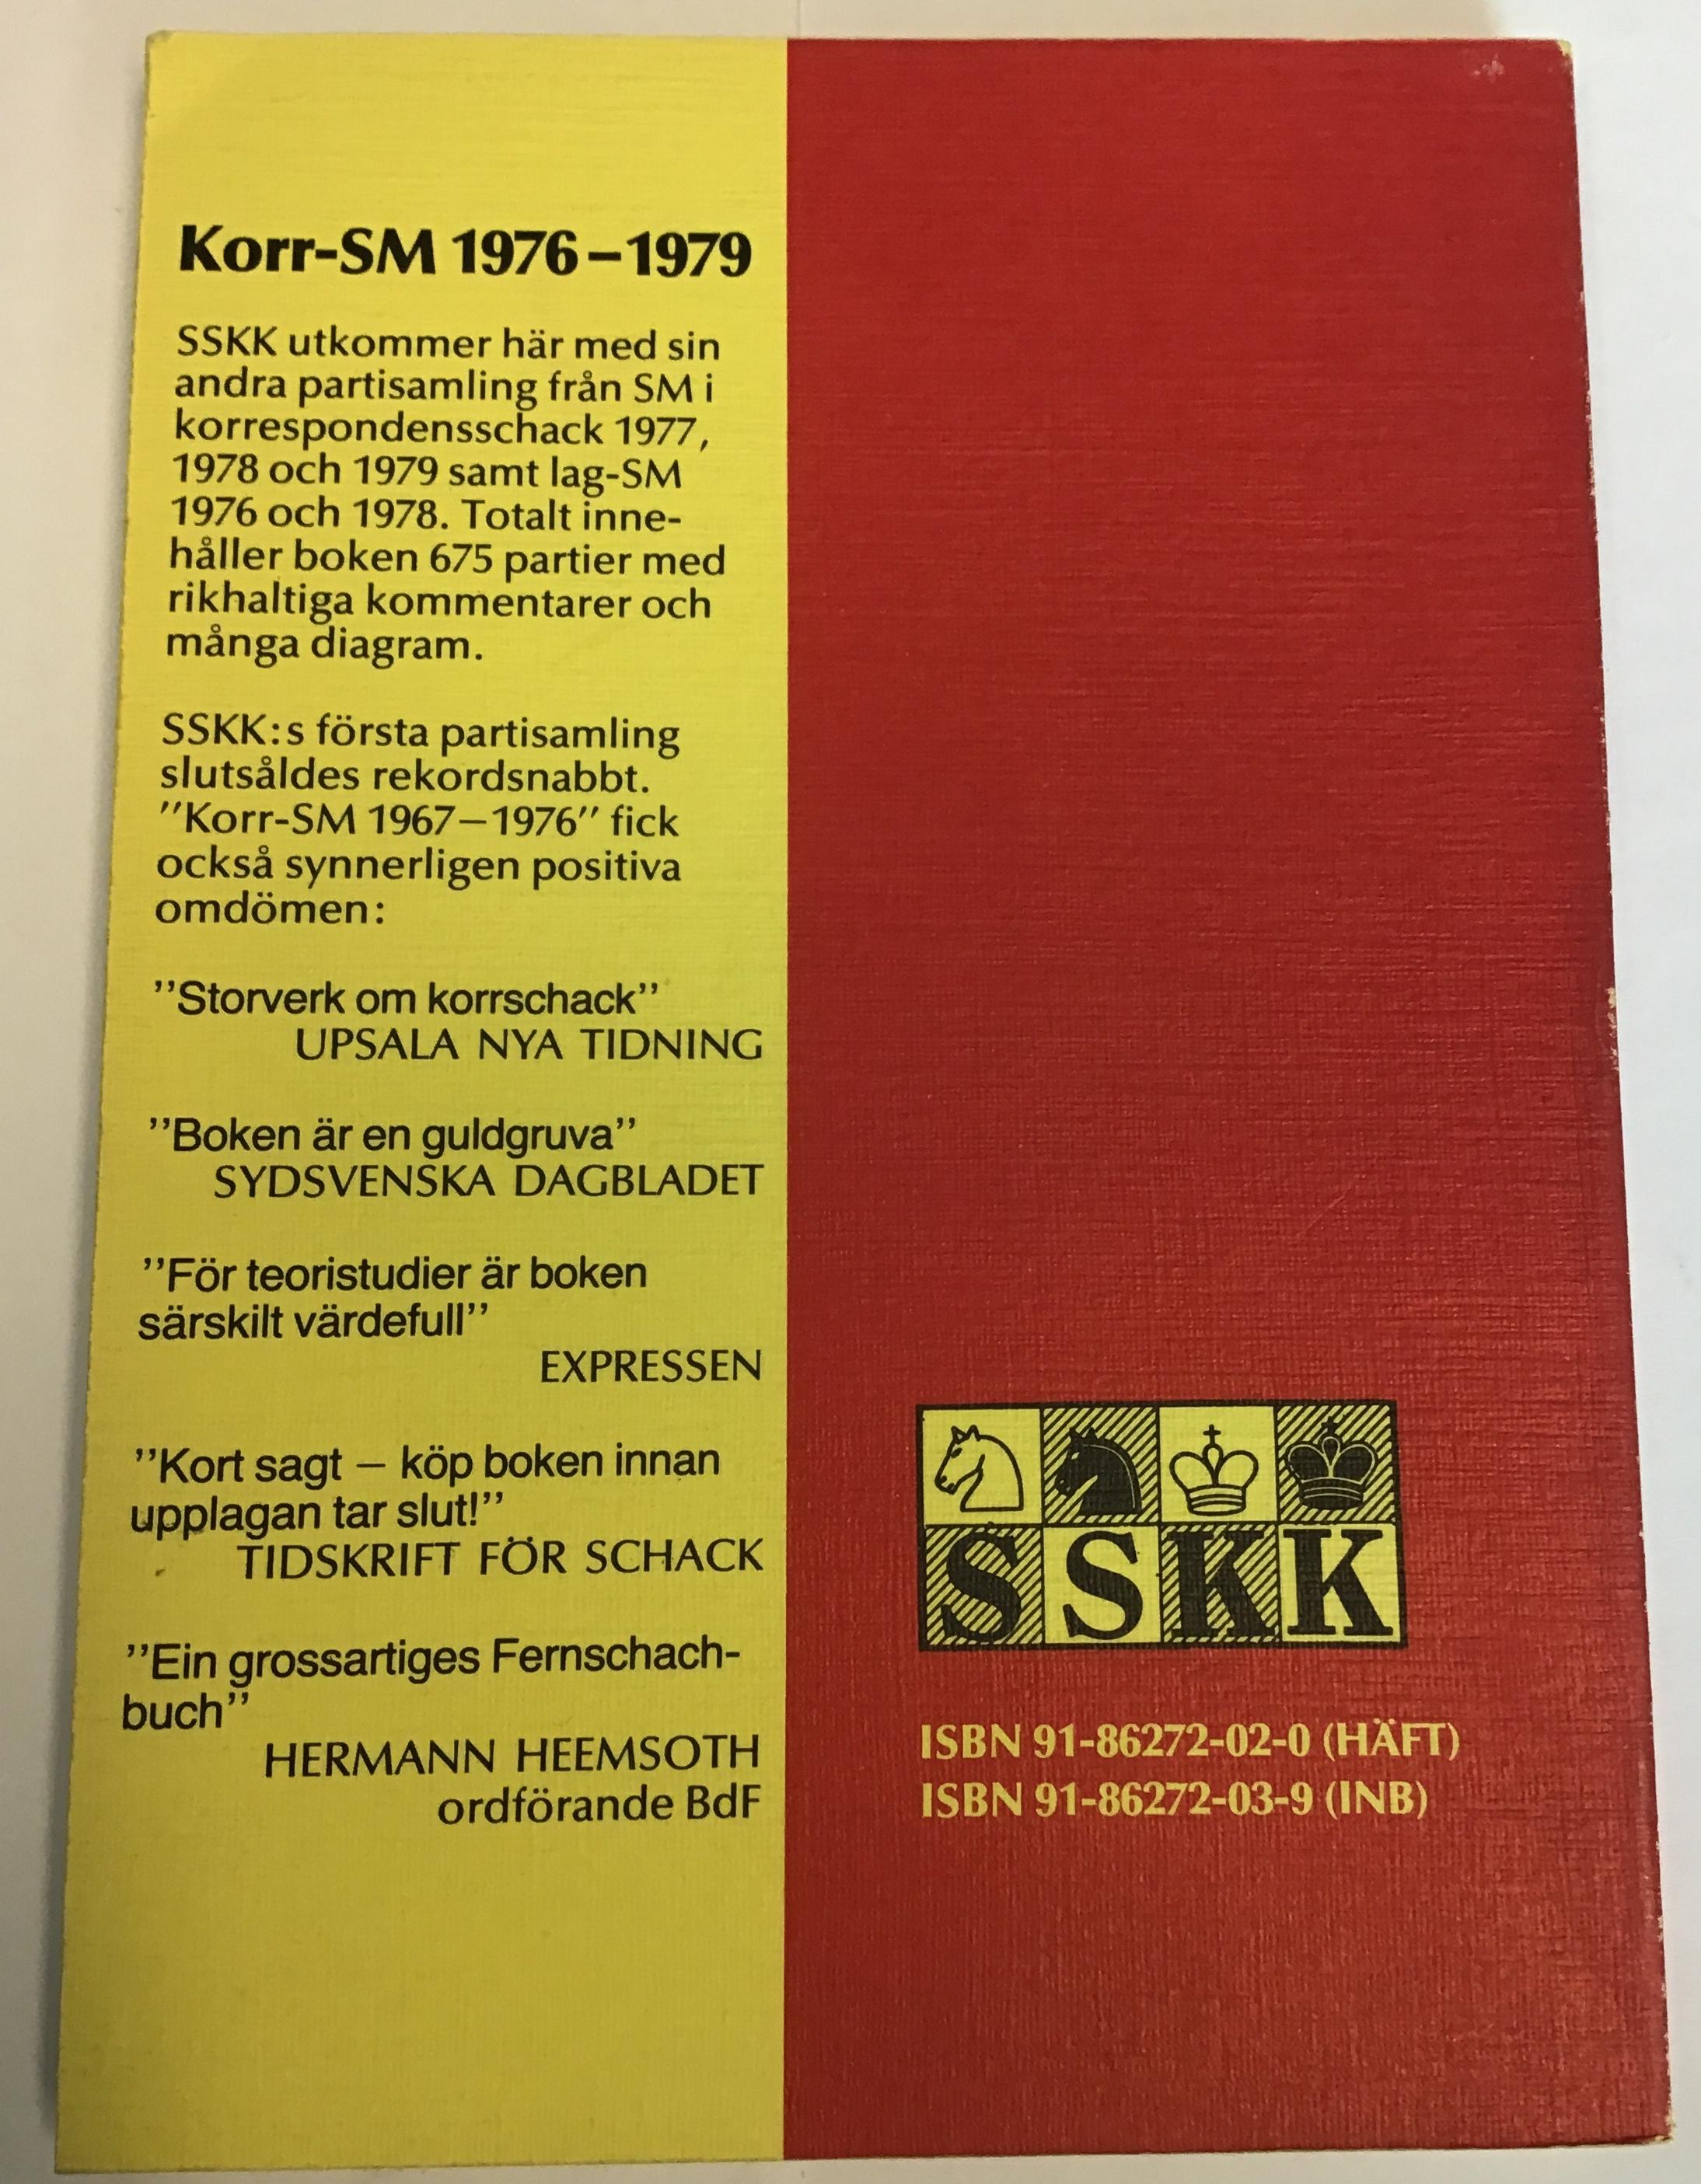 Korr-SM 1976–1979
SSKK utkommer här med sin
andra partisamling från SM i
korrespondensschack 1977,
1978 och 1979 samt lag-SM
1976 och 1978. Totalt inne-
håller boken 675 partier med
rikhaltiga kommentarer och
många diagram.
SSKK:s första partisamling
slutsåldes rekordsnabbt.
"Korr-SM 1967–1976" fick
också synnerligen positiva
omdömen:
"Storverk om korrschack"
UPSALA NYA TIDNING
"Boken är en guldgruva"
SYDSVENSKA DAGBLADET
"För teoristudier är boken
särskilt värdefull"
EXPRESSEN
"Kort sagt – köp boken innan
upplagan tar slut!"
TIDSKRIFT FÖR SCHACK
"Ein grossartiges Fernschach-
buch"
HERMANN HEEMSOTH
ordförande BdF
SSKK
ISBN 91-86272-02-0 (HÄFT)
ISBN 91-86272-03-9 (INB)